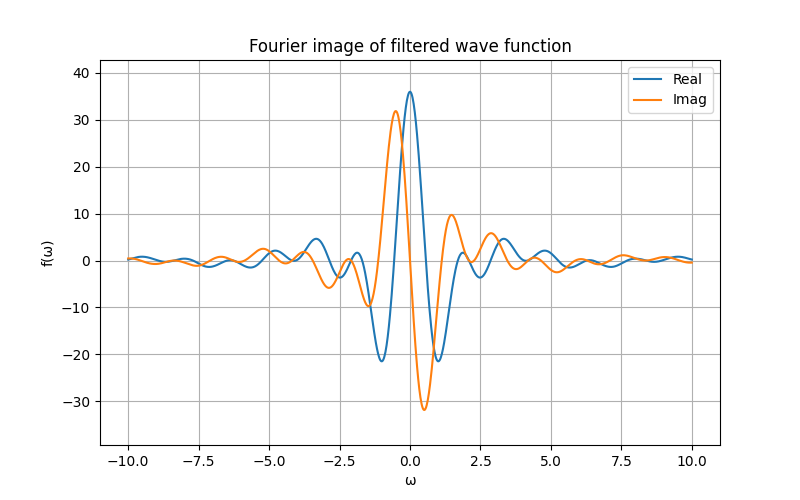 Fourier image of filtered wave function
Real
Imag
40
30
20
10
0
−10
−20
−30
f(ω)
−10.0 −7.5 −5.0 −2.5 0.0 2.5 5.0 7.5 10.0
ω